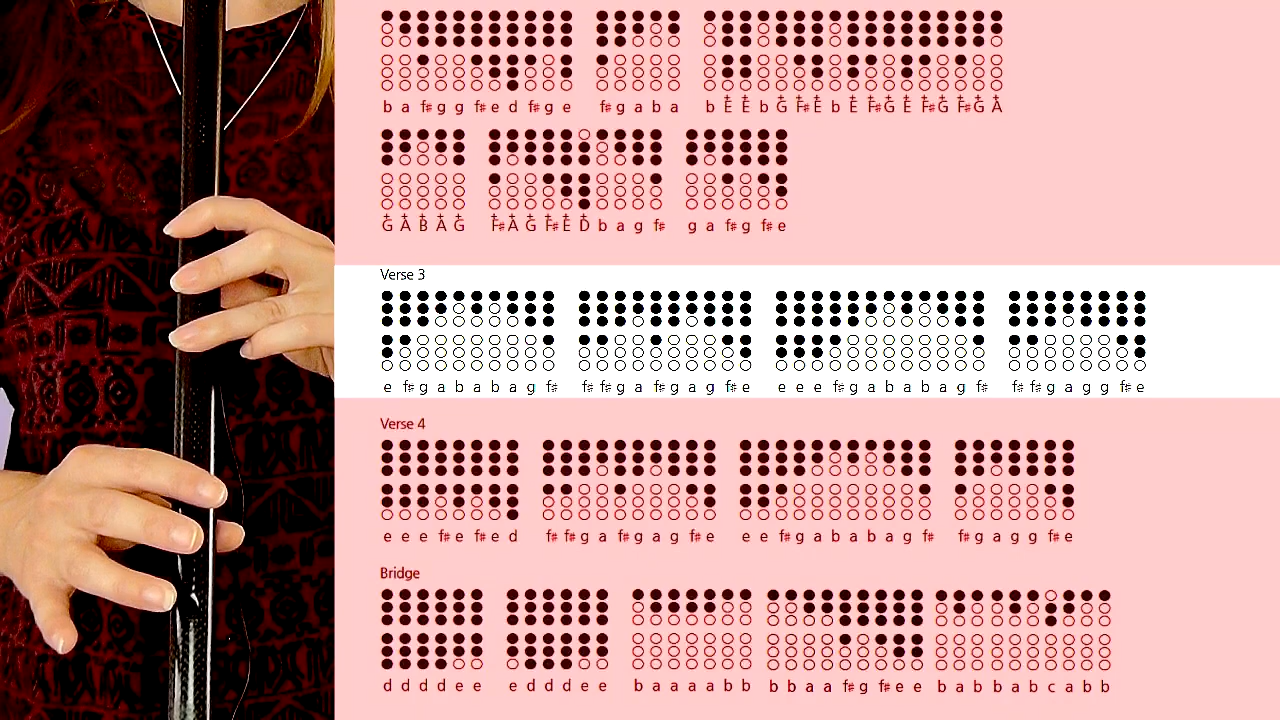 b a f# g g f# e d f# g e f# g a b a b E E b G F# E b E F# G E F# G F# G A
G A B A G F# A G F# E D b a g f# g a f# g f# e
Verse 3
e f# g a b a b a g f# f# f# g a f# g a g f# e e e e f# g a b a b a g f# f# f# g a g g f# e
Verse 4
e e e f# e f# e d f# f# g a f# g a g f# e e e f# g a b a b a g f# f# g a g g f# e
Bridge
d d d d e e e d d d e e b a a a a b b b b a a f# g f# e e b a b b a b c a b b